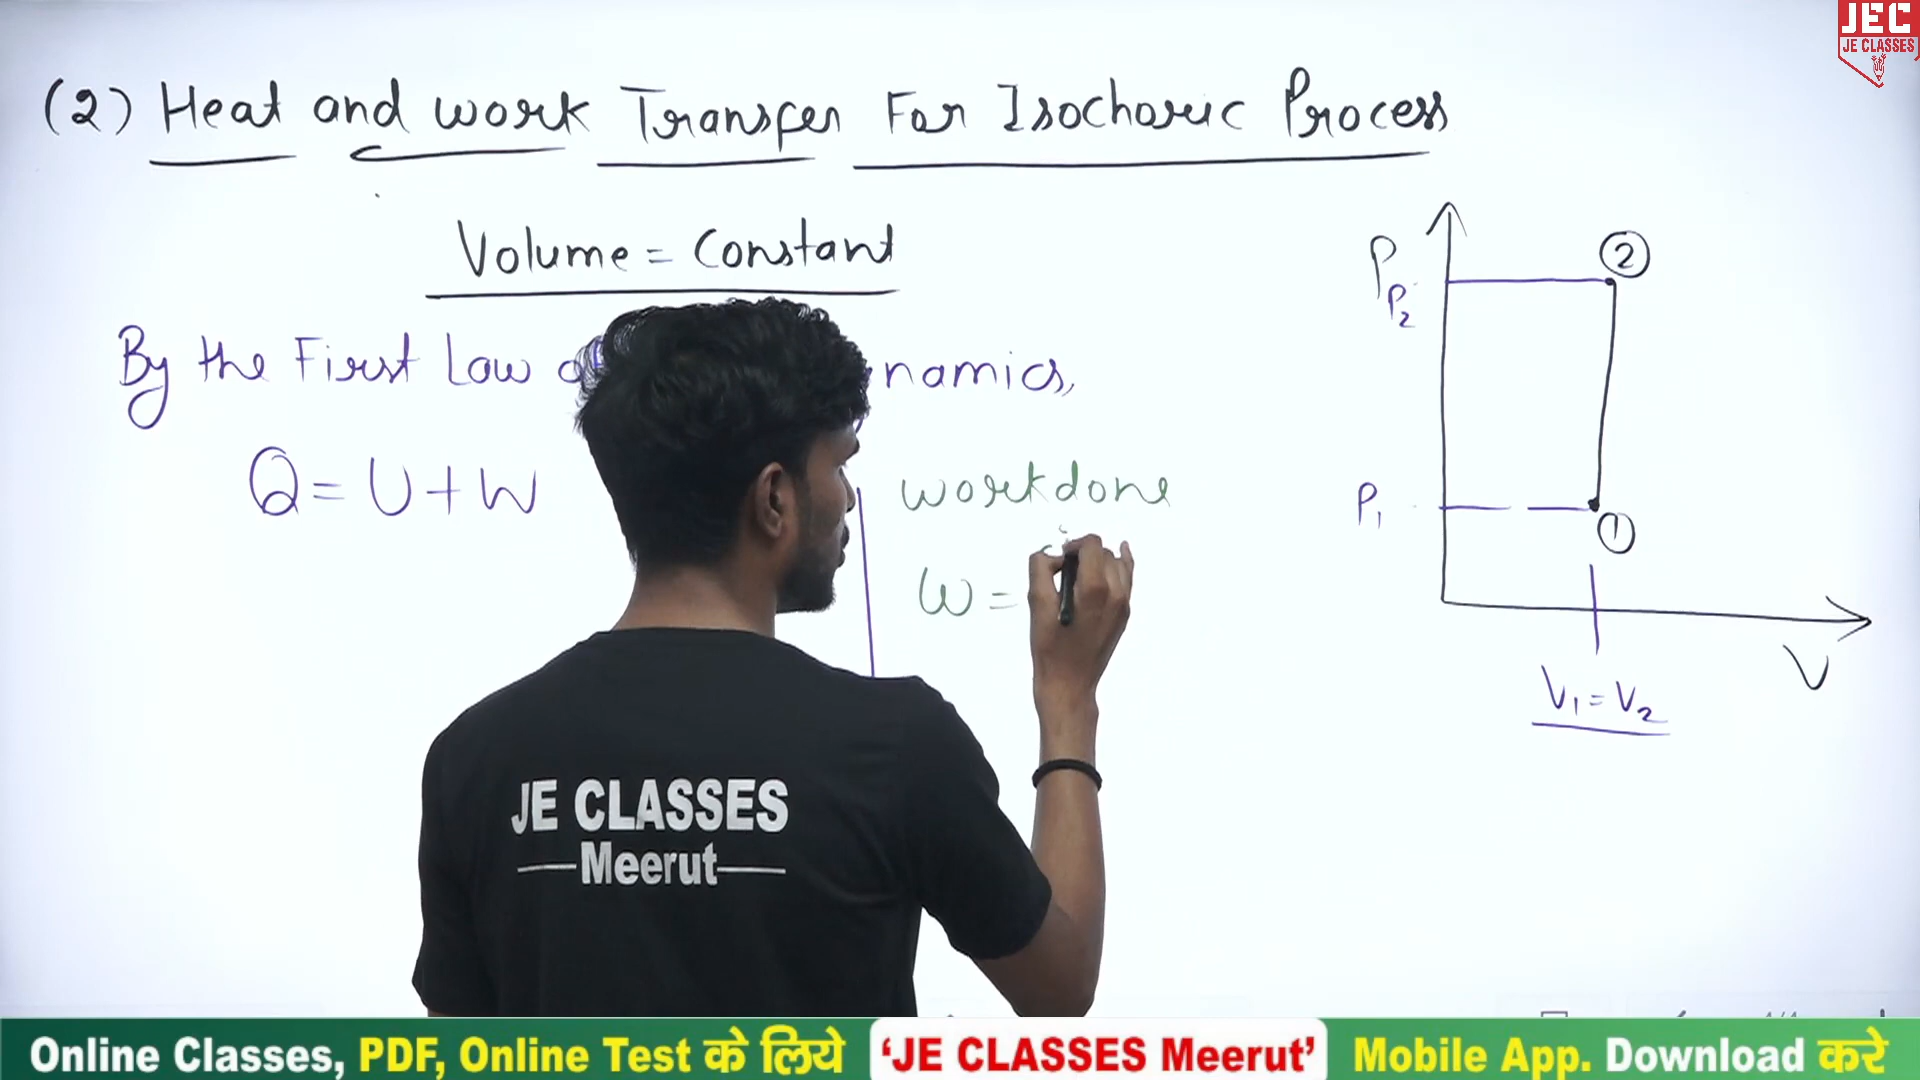 JEC
JE CLASSES
(2) Heat and work Transfer For Isochoric Process
Volume = Constant
By the First Law
Q = U + W
workdone
W =
P
P2
P1
②
①
V1 = V2
V
JE CLASSES
Meerut
Online Classes, PDF, Online Test के लिये 'JE CLASSES Meerut' Mobile App. Download करे